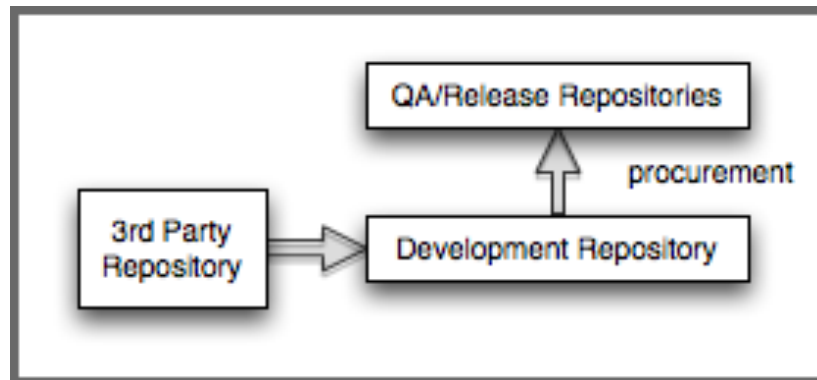 QA/Release Repositories
procurement
3rd Party
Repository
Development Repository